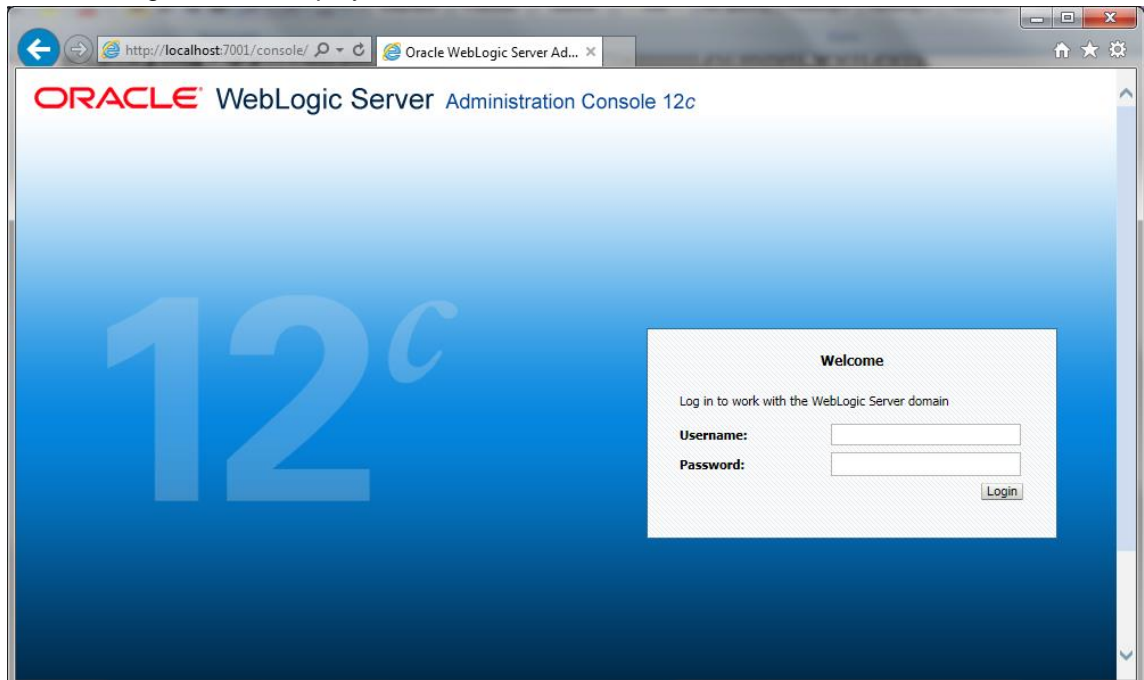 http://localhost:7001/console/
Oracle WebLogic Server Ad...
ORACLE WebLogic Server Administration Console 12c
12c
Welcome
Log in to work with the WebLogic Server domain
Username:
Password:
Login